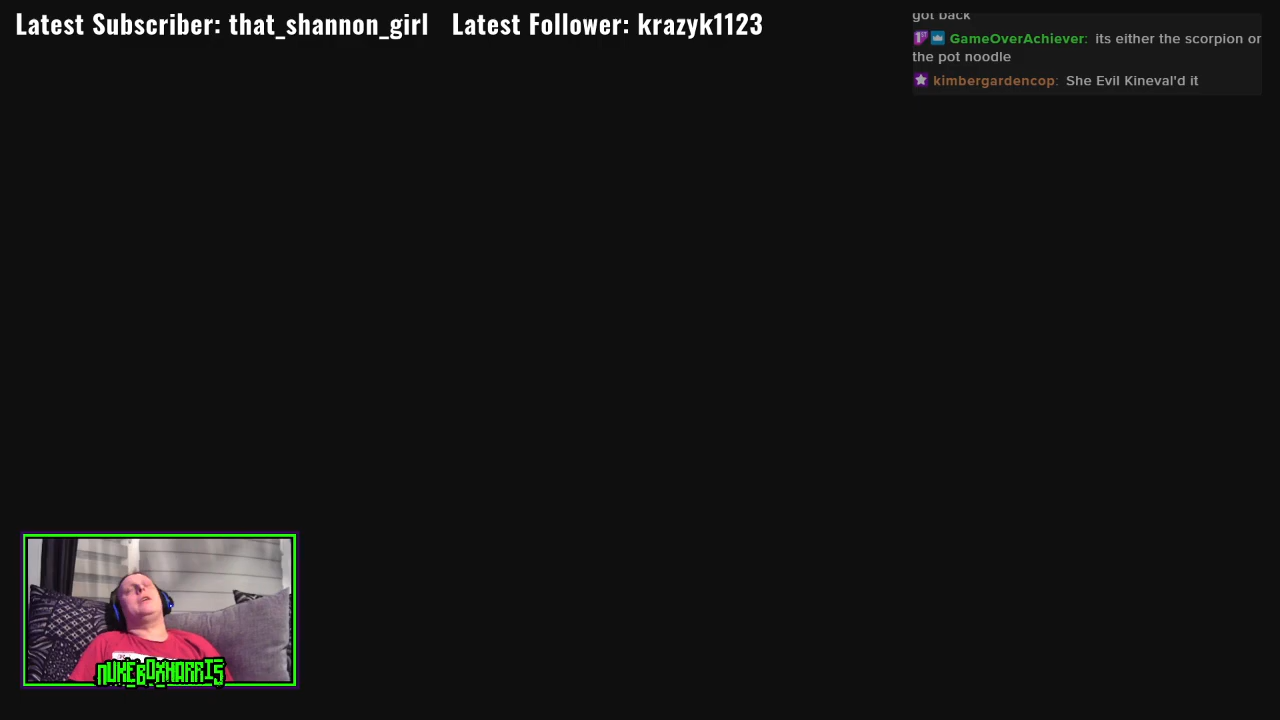 Latest Subscriber: that_shannon_girl Latest Follower: krazyk1123
got back
GameOverAchiever: its either the scorpion or
the pot noodle
kimbergardencop: She Evil Kineval'd it
NUKEBOXHARRIS